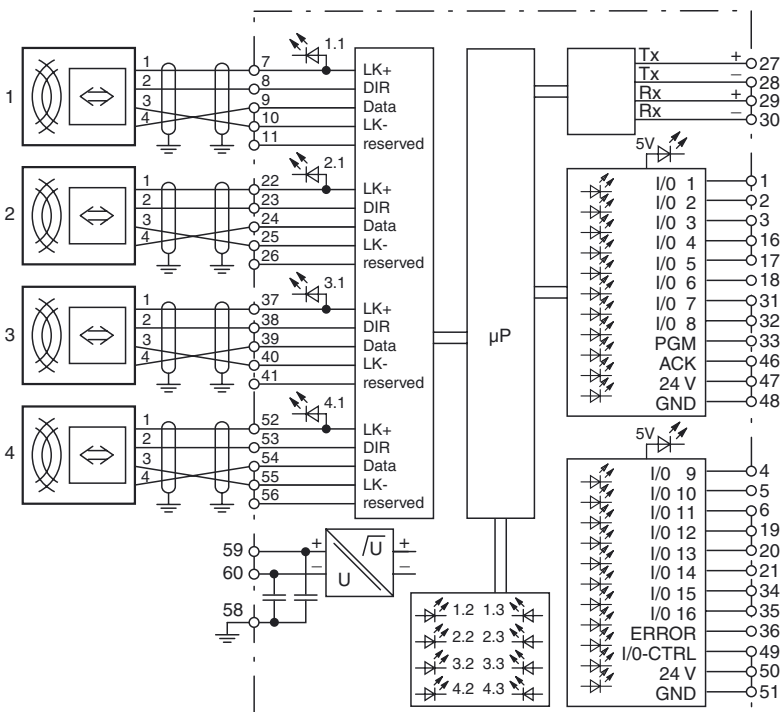 1.1
1 7 LK+
2 8 DIR
3 9 Data
4 10 LK-
11 reserved
1
2.1
1 22 LK+
2 23 DIR
3 24 Data
4 25 LK-
26 reserved
2
3.1
1 37 LK+
2 38 DIR
3 39 Data
4 40 LK-
41 reserved
3
4.1
1 52 LK+
2 53 DIR
3 54 Data
4 55 LK-
56 reserved
4
59 + √U +
60 – U –
58
µP
1.2 1.3
2.2 2.3
3.2 3.3
4.2 4.3
Tx + 27
Tx – 28
Rx + 29
Rx – 30
5V
I/0 1 1
I/0 2 2
I/0 3 3
I/0 4 16
I/0 5 17
I/0 6 18
I/0 7 31
I/0 8 32
PGM 33
ACK 46
24 V 47
GND 48
5V
I/0 9 4
I/0 10 5
I/0 11 6
I/0 12 19
I/0 13 20
I/0 14 21
I/0 15 34
I/0 16 35
ERROR 36
I/0-CTRL 49
24 V 50
GND 51